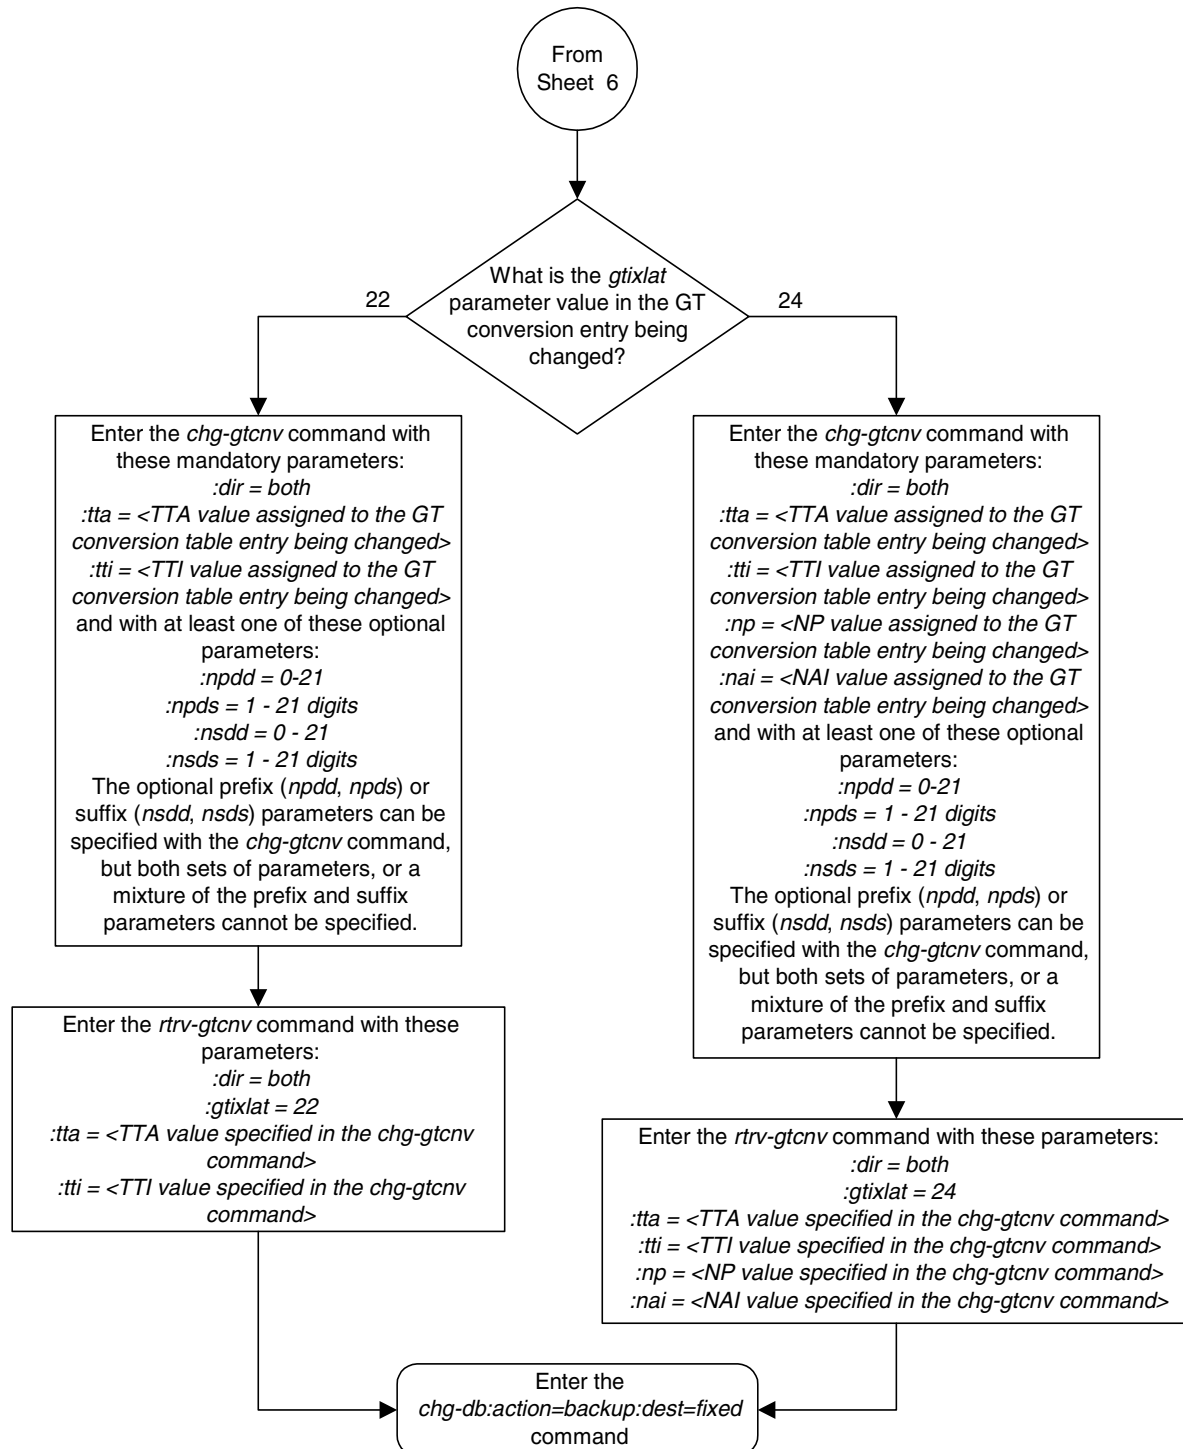 From
Sheet 6
What is the gtixlat
parameter value in the GT
conversion entry being
changed?
22
24
Enter the chg-gtcnv command with
these mandatory parameters:
:dir = both
:tta = <TTA value assigned to the GT
conversion table entry being changed>
:tti = <TTI value assigned to the GT
conversion table entry being changed>
and with at least one of these optional
parameters:
:npdd = 0-21
:npds = 1 - 21 digits
:nsdd = 0 - 21
:nsds = 1 - 21 digits
The optional prefix (npdd, npds) or
suffix (nsdd, nsds) parameters can be
specified with the chg-gtcnv command,
but both sets of parameters, or a
mixture of the prefix and suffix
parameters cannot be specified.
Enter the chg-gtcnv command with
these mandatory parameters:
:dir = both
:tta = <TTA value assigned to the GT
conversion table entry being changed>
:tti = <TTI value assigned to the GT
conversion table entry being changed>
:np = <NP value assigned to the GT
conversion table entry being changed>
:nai = <NAI value assigned to the GT
conversion table entry being changed>
and with at least one of these optional
parameters:
:npdd = 0-21
:npds = 1 - 21 digits
:nsdd = 0 - 21
:nsds = 1 - 21 digits
The optional prefix (npdd, npds) or
suffix (nsdd, nsds) parameters can be
specified with the chg-gtcnv command,
but both sets of parameters, or a
mixture of the prefix and suffix
parameters cannot be specified.
Enter the rtrv-gtcnv command with these
parameters:
:dir = both
:gtixlat = 22
:tta = <TTA value specified in the chg-gtcnv
command>
:tti = <TTI value specified in the chg-gtcnv
command>
Enter the rtrv-gtcnv command with these parameters:
:dir = both
:gtixlat = 24
:tta = <TTA value specified in the chg-gtcnv command>
:tti = <TTI value specified in the chg-gtcnv command>
:np = <NP value specified in the chg-gtcnv command>
:nai = <NAI value specified in the chg-gtcnv command>
Enter the
chg-db:action=backup:dest=fixed
command